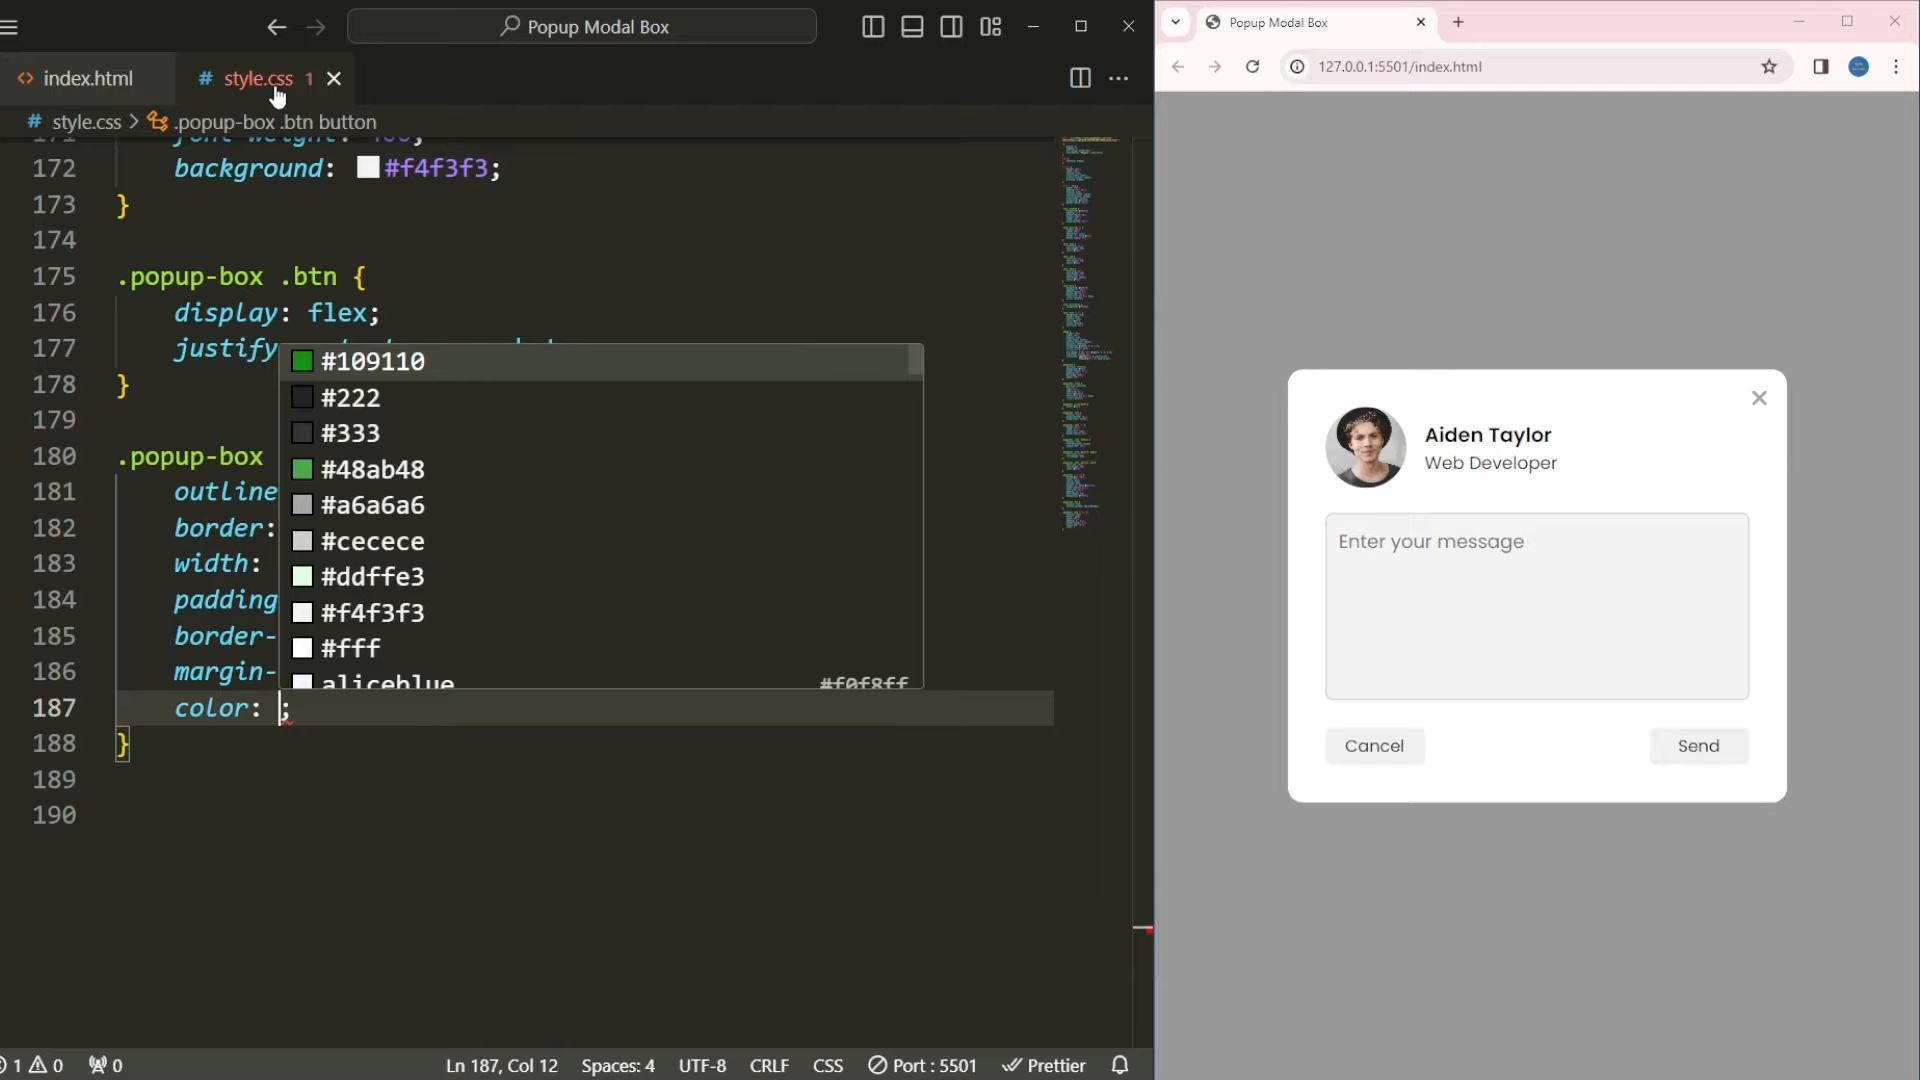 Popup Modal Box
index.html
# style.css 1
# style.css > .popup-box .btn button
172 background: #f4f3f3;
173 }
174
175 .popup-box .btn {
176 display: flex;
177 justify
178 }
179
180 .popup-box
181 outline
182 border:
183 width:
184 padding
185 border-
186 margin-
187 color: ;
188 }
189
190
#109110
#222
#333
#48ab48
#a6a6a6
#cecece
#ddffe3
#f4f3f3
#fff
aliceblue #f0f8ff
1 0 0 Ln 187, Col 12 Spaces: 4 UTF-8 CRLF CSS Port : 5501 Prettier
Popup Modal Box
127.0.0.1:5501/index.html
Aiden Taylor
Web Developer
Enter your message
Cancel Send